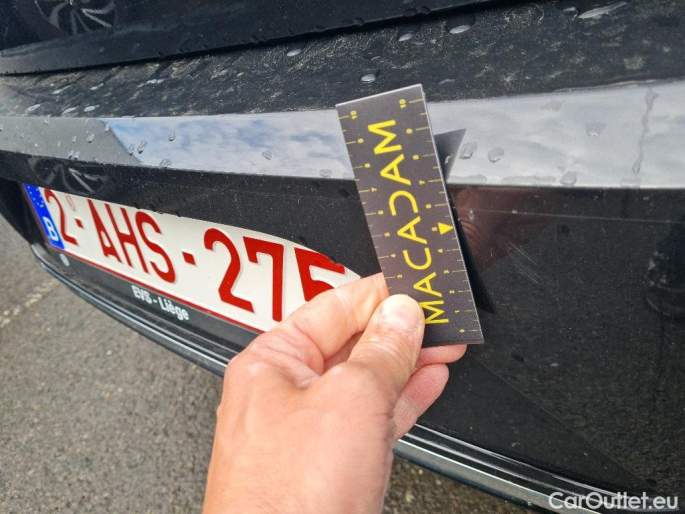 2-AHS-275
B
EVS - Liège
MACADAM
CarOutlet.eu